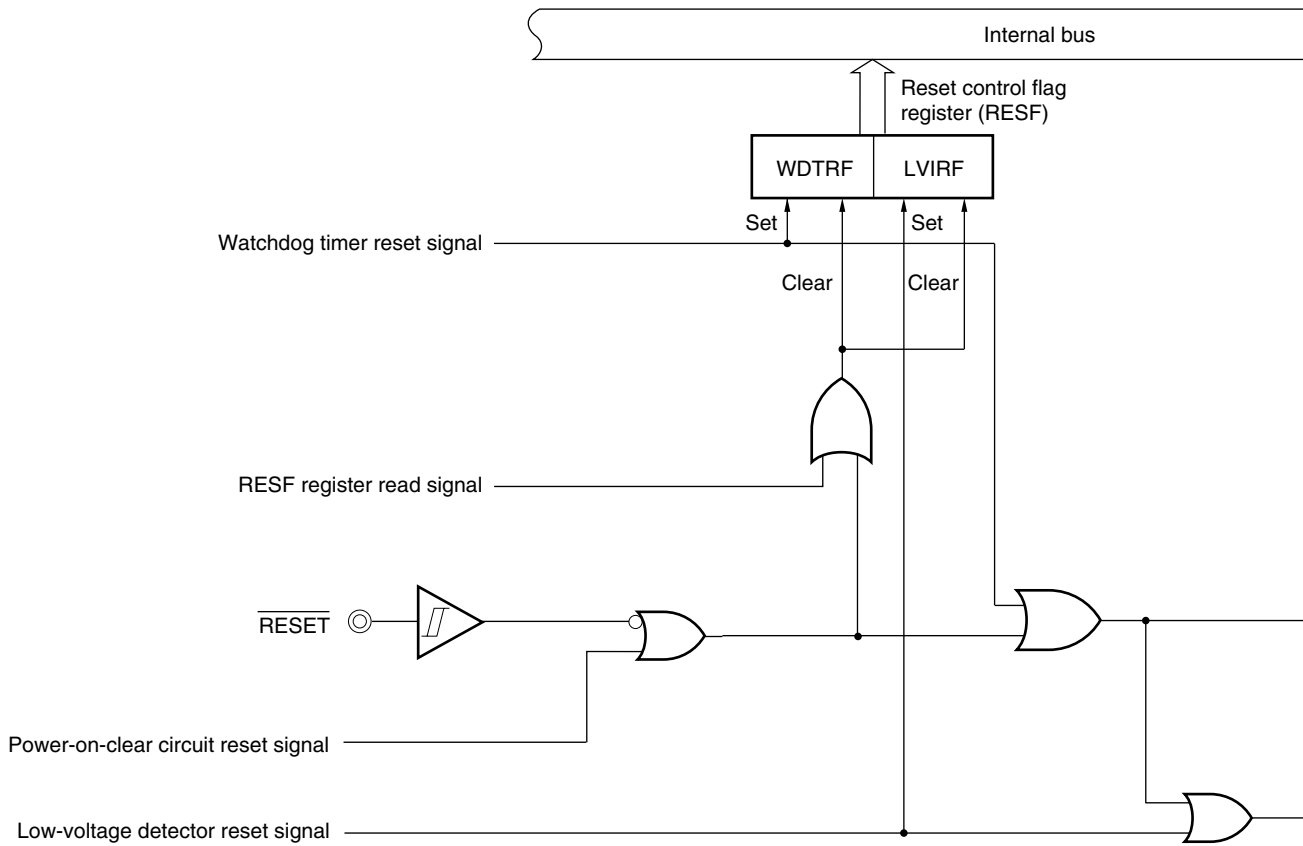 Internal bus
Reset control flag
register (RESF)
WDTRF
LVIRF
Set
Set
Watchdog timer reset signal
Clear
Clear
RESF register read signal
RESET
Power-on-clear circuit reset signal
Low-voltage detector reset signal